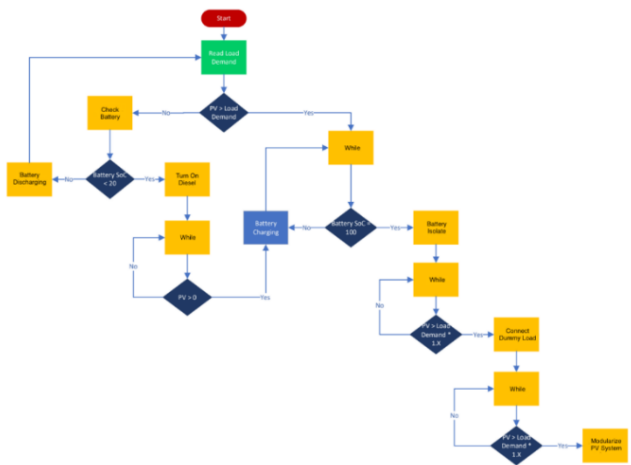 Start
Read Load
Demand
PV > Load
Demand
No
Yes
Check
Battery
While
Battery
Discharging
No
Battery SoC
< 20
Yes
Turn On
Diesel
While
Battery
Charging
No
Battery SoC =
100
Yes
Battery
Isolate
No
PV > 0
Yes
While
No
PV > Load
Demand *
1.X
Yes
Connect
Dummy Load
While
No
PV > Load
Demand *
1.X
Yes
Modularize
PV System